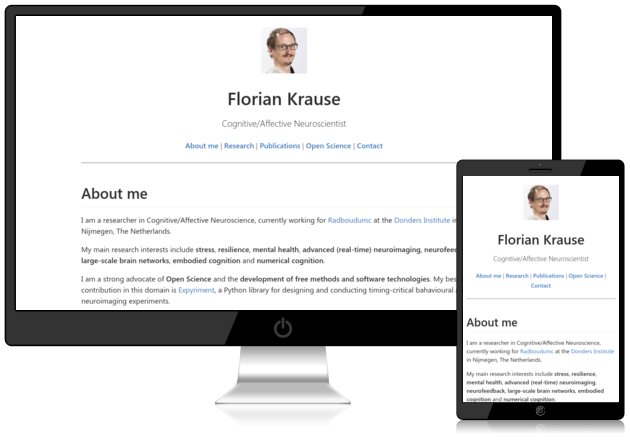 Florian Krause
Cognitive/Affective Neuroscientist
About me | Research | Publications | Open Science | Contact
About me
I am a researcher in Cognitive/Affective Neuroscience, currently working for Radboudumc at the Donders Institute in
Nijmegen, The Netherlands.
My main research interests include stress, resilience, mental health, advanced (real-time) neuroimaging,
large-scale brain networks, embodied cognition and numerical cognition.
I am a strong advocate of Open Science and the development of free methods and software technologies. My
contribution in this domain is Expyriment, a Python library for designing and conducting timing-critical bahavioural
neuroimaging experiments.
Florian Krause
Cognitive/Affective Neuroscientist
About me | Research | Publications | Open Science |
Contact
About me
I am a researcher in Cognitive/Affective Neuroscience,
currently working for Radboudumc at the Donders Institute
in Nijmegen, The Netherlands.
My main research interests include stress, resilience,
mental health, advanced (real-time) neuroimaging,
neurofeedback, large-scale brain networks, embodied
cognition and numerical cognition.